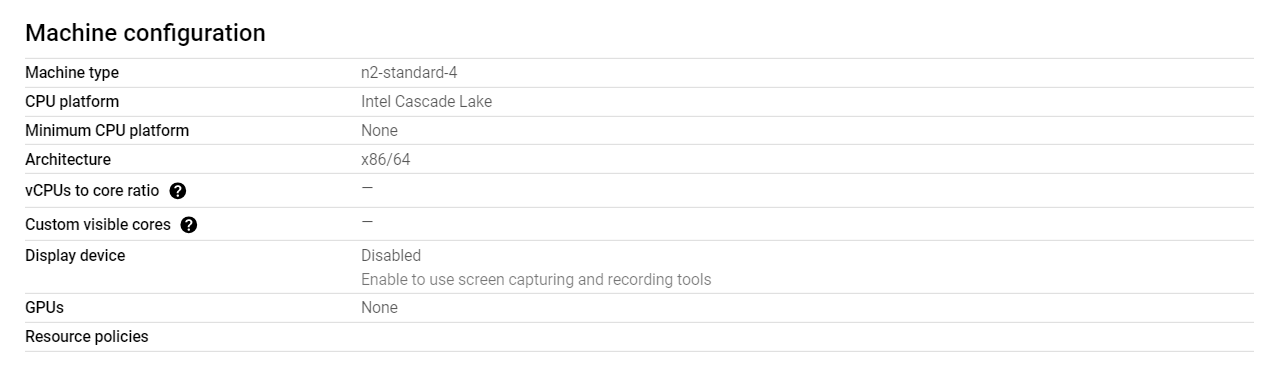 Machine configuration
Machine type n2-standard-4
CPU platform Intel Cascade Lake
Minimum CPU platform None
Architecture x86/64
vCPUs to core ratio ? —
Custom visible cores ? —
Display device Disabled
Enable to use screen capturing and recording tools
GPUs None
Resource policies